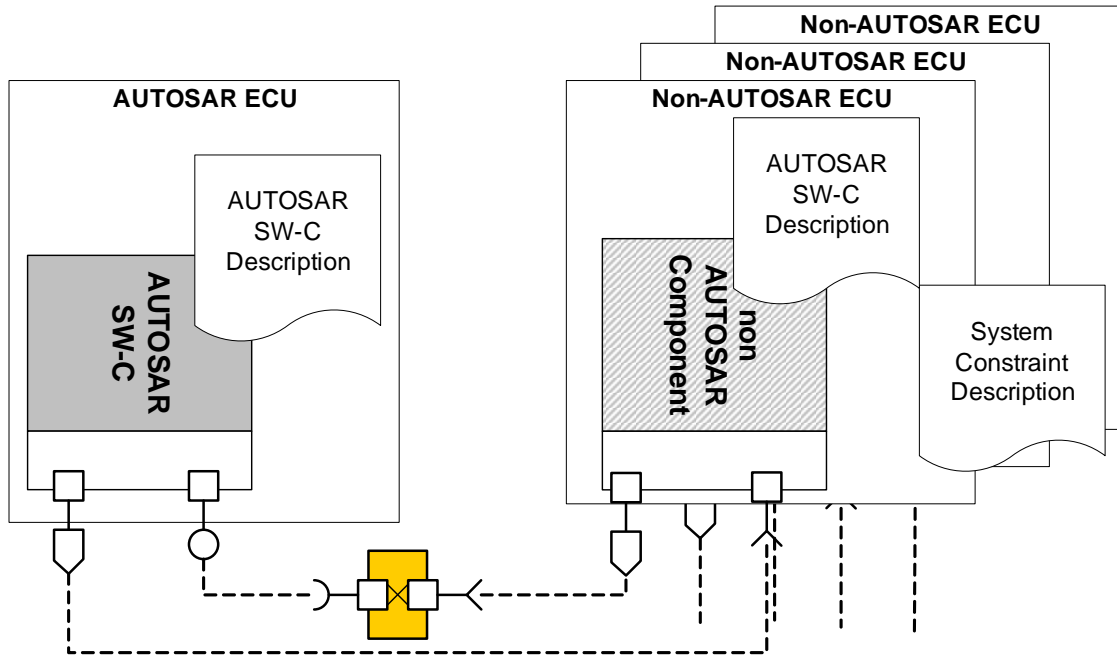 Non-AUTOSAR ECU
Non-AUTOSAR ECU
AUTOSAR ECU
Non-AUTOSAR ECU
AUTOSAR
SW-C
Description
AUTOSAR
SW-C
AUTOSAR
SW-C
Description
non
AUTOSAR
Component
System
Constraint
Description